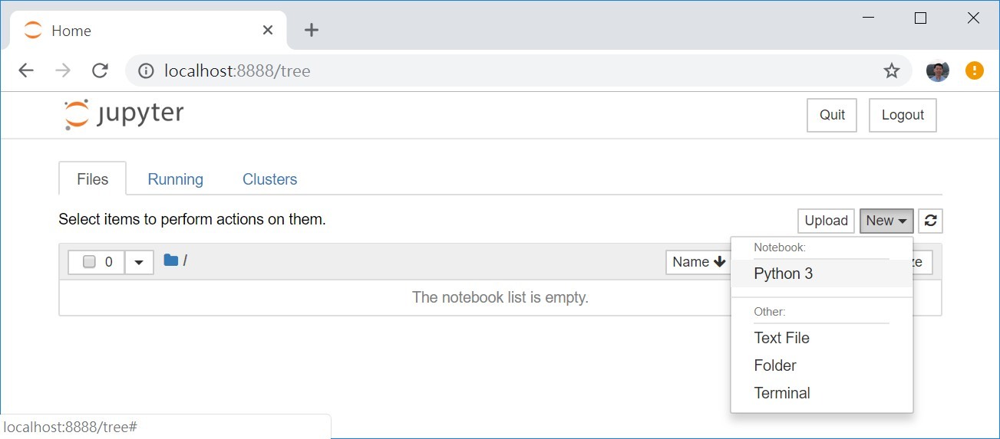 Home
localhost:8888/tree
jupyter
Quit
Logout
Files
Running
Clusters
Select items to perform actions on them.
Upload
New
0
/
Name
ze
Notebook:
Python 3
The notebook list is empty.
Other:
Text File
Folder
Terminal
localhost:8888/tree#